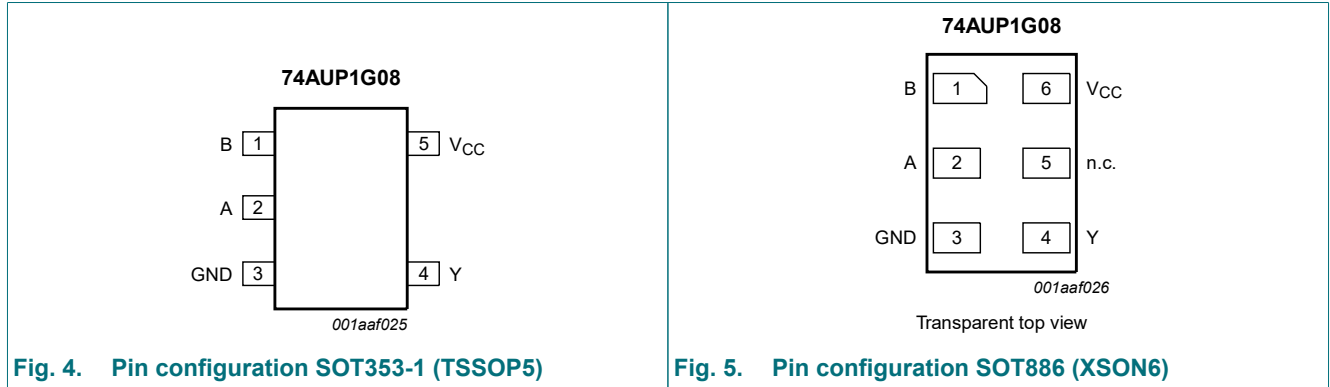 74AUP1G08
B 1
5 VCC
A 2
GND 3
4 Y
001aaf025
Fig. 4. Pin configuration SOT353-1 (TSSOP5)
74AUP1G08
B 1 6 VCC
A 2 5 n.c.
GND 3 4 Y
001aaf026
Transparent top view
Fig. 5. Pin configuration SOT886 (XSON6)